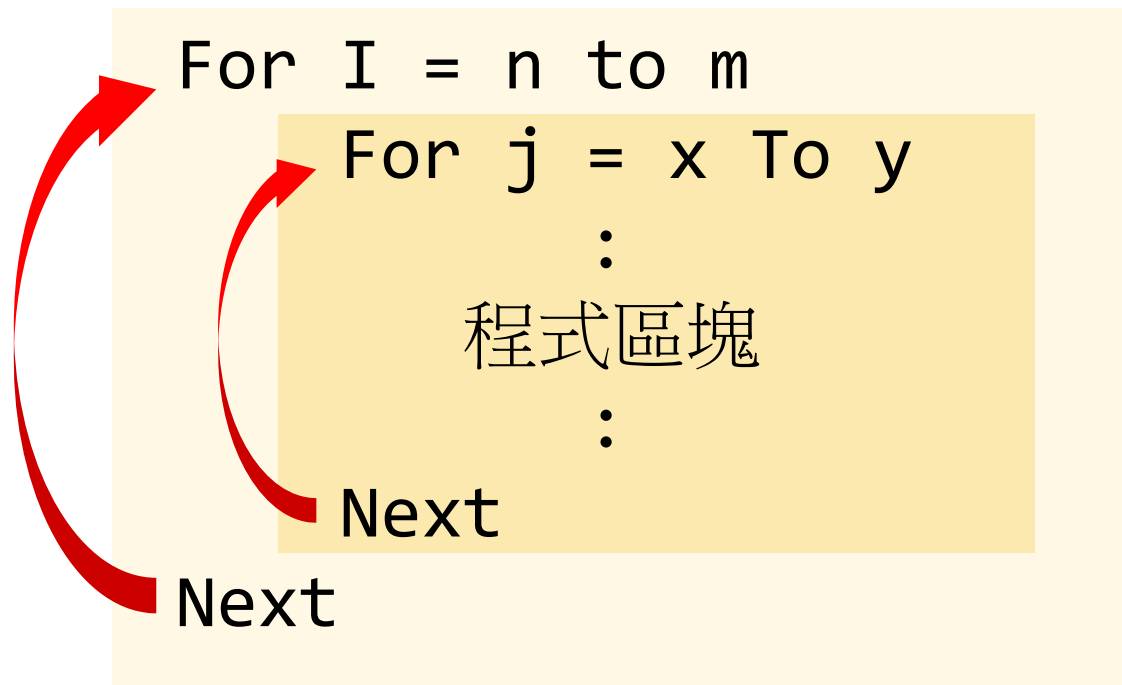 For I = n to m
For j = x To y
:
程式區塊
:
Next
Next